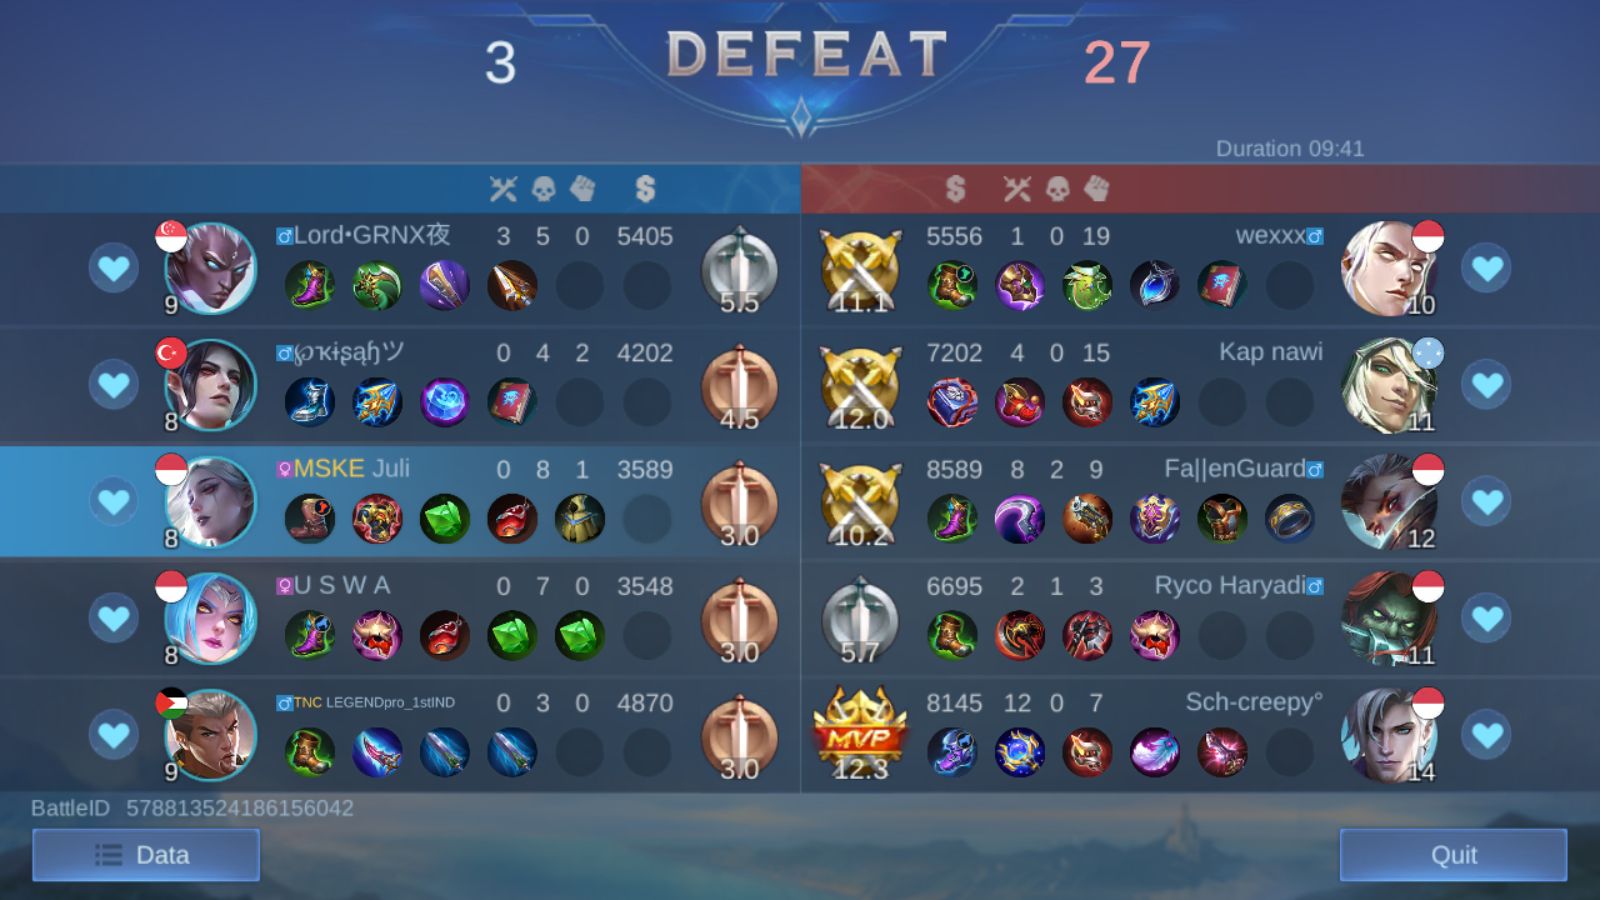 3 DEFEAT 27
Duration 09:41
Lord•GRNX夜 3 5 0 5405
9 5.5
5556 1 0 19 wexxx
11.1 10
0 4 2 4202
8 4.5
7202 4 0 15 Kap nawi
12.0 11
MSKE Juli 0 8 1 3589
8 3.0
8589 8 2 9 Fa||enGuard
10.2 12
U S W A 0 7 0 3548
8 3.0
6695 2 1 3 Ryco Haryadi
5.7 11
TNC LEGENDpro_1stIND 0 3 0 4870
9 3.0
8145 12 0 7 Sch-creepy°
MVP
12.3 14
BattleID 578813524186156042
Data
Quit